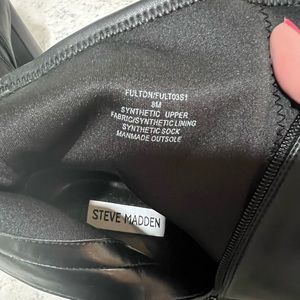 FULTON/FULT03S1
8M
SYNTHETIC UPPER
FABRIC/SYNTHETIC LINING
SYNTHETIC SOCK
MANMADE OUTSOLE
STEVE MADDEN